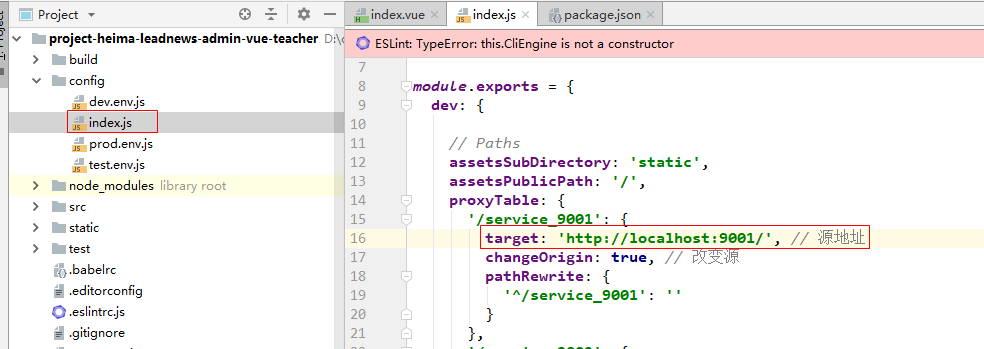 Project
project-heima-leadnews-admin-vue-teacher
build
config
dev.env.js
index.js
prod.env.js
test.env.js
node_modules library root
src
static
test
.babelrc
.editorconfig
.eslintrc.js
.gitignore
index.vue
index.js
package.json
ESLint: TypeError: this.CliEngine is not a constructor
7
8 module.exports = {
9 dev: {
10
11 // Paths
12 assetsSubDirectory: 'static',
13 assetsPublicPath: '/',
14 proxyTable: {
15 '/service_9001': {
16 target: 'http://localhost:9001/', // 源地址
17 changeOrigin: true, // 改变源
18 pathRewrite: {
19 '^/service_9001': ''
20 }
21 },